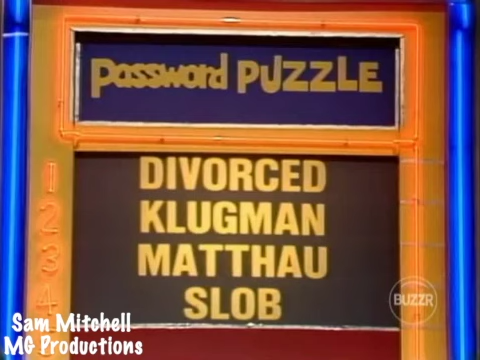 Password PUZZLE
1
2
3
4
DIVORCED
KLUGMAN
MATTHAU
SLOB
BUZZR
Sam Mitchell
MG Productions